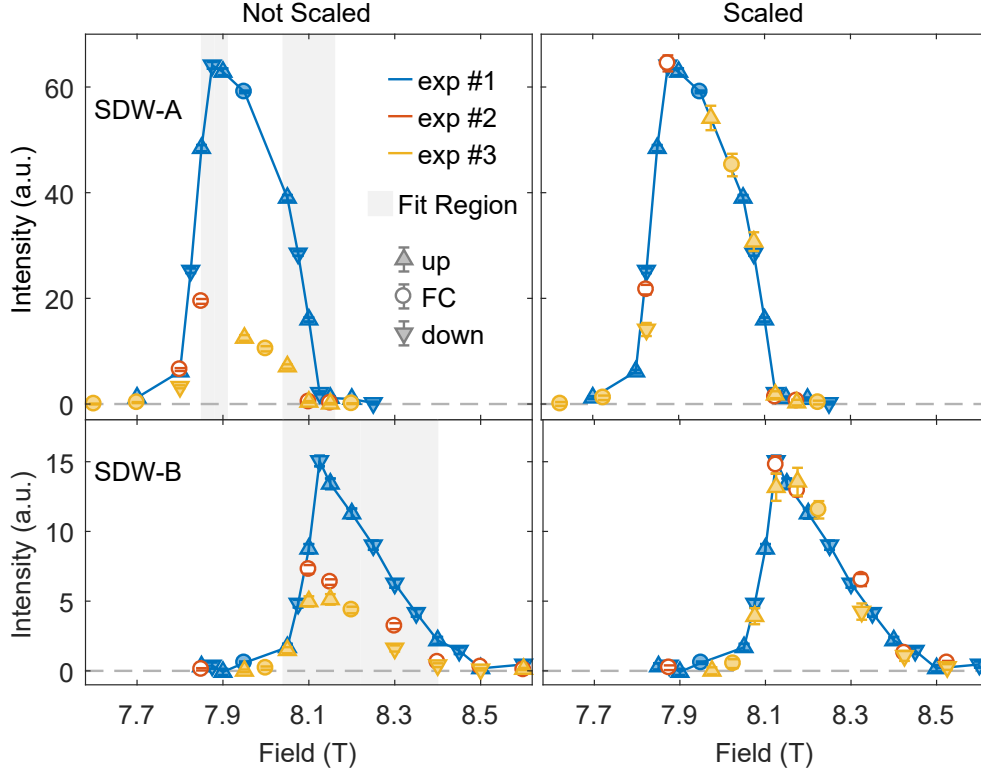 Not Scaled
Scaled
Intensity (a.u.)
60
40
20
0
SDW-A
exp #1
exp #2
exp #3
Fit Region
up
FC
down
Intensity (a.u.)
15
10
5
0
SDW-B
7.7 7.9 8.1 8.3 8.5
Field (T)
7.7 7.9 8.1 8.3 8.5
Field (T)